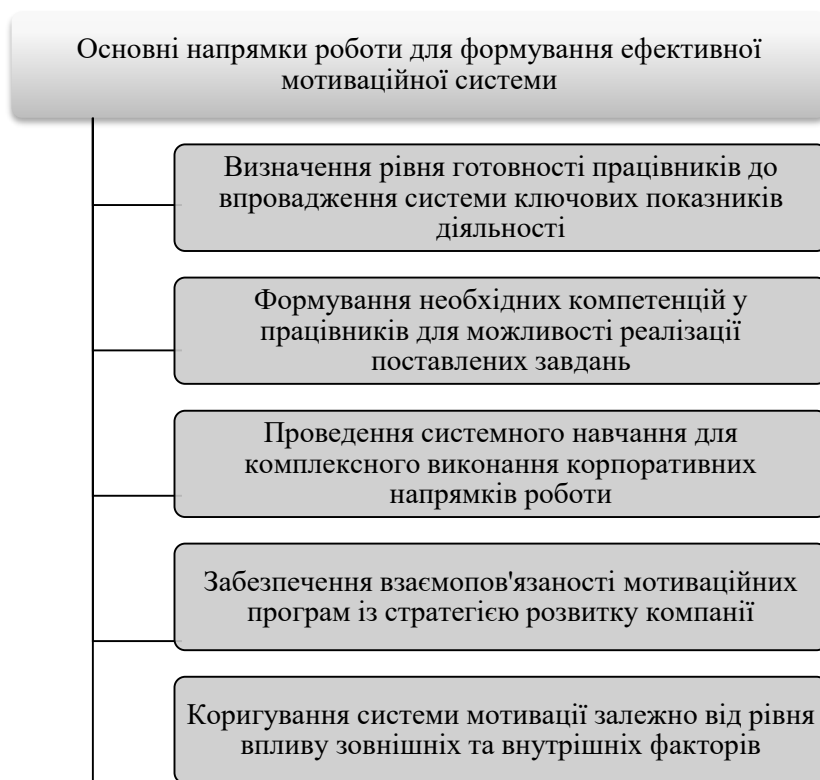 Основні напрямки роботи для формування ефективної
мотиваційної системи
Визначення рівня готовності працівників до
впровадження системи ключових показників
діяльності
Формування необхідних компетенцій у
працівників для можливості реалізації
поставлених завдань
Проведення системного навчання для
комплексного виконання корпоративних
напрямків роботи
Забезпечення взаємопов'язаності мотиваційних
програм із стратегією розвитку компанії
Коригування системи мотивації залежно від рівня
впливу зовнішніх та внутрішніх факторів